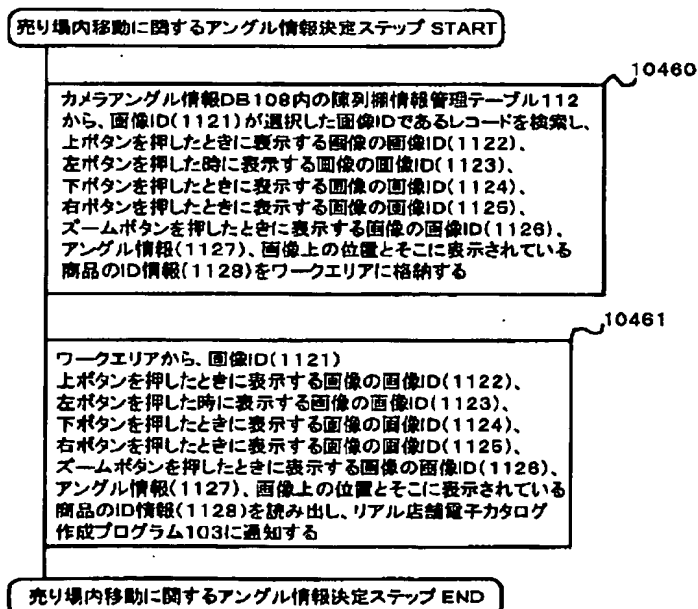 売り場内移動に関するアングル情報決定ステップ START
10460
カメラアングル情報DB108内の陳列棚情報管理テーブル112
から、画像ID(1121)が選択した画像IDであるレコードを検索し、
上ボタンを押したときに表示する画像の画像ID(1122)、
左ボタンを押した時に表示する画像の画像ID(1123)、
下ボタンを押したときに表示する画像の画像ID(1124)、
右ボタンを押したときに表示する画像の画像ID(1125)、
ズームボタンを押したときに表示する画像の画像ID(1126)、
アングル情報(1127)、画像上の位置とそこに表示されている
商品のID情報(1128)をワークエリアに格納する
10461
ワークエリアから、画像ID(1121)
上ボタンを押したときに表示する画像の画像ID(1122)、
左ボタンを押した時に表示する画像の画像ID(1123)、
下ボタンを押したときに表示する画像の画像ID(1124)、
右ボタンを押したときに表示する画像の画像ID(1125)、
ズームボタンを押したときに表示する画像の画像ID(1126)、
アングル情報(1127)、画像上の位置とそこに表示されている
商品のID情報(1128)を読み出し、リアル店舗電子カタログ
作成プログラム103に通知する
売り場内移動に関するアングル情報決定ステップ END